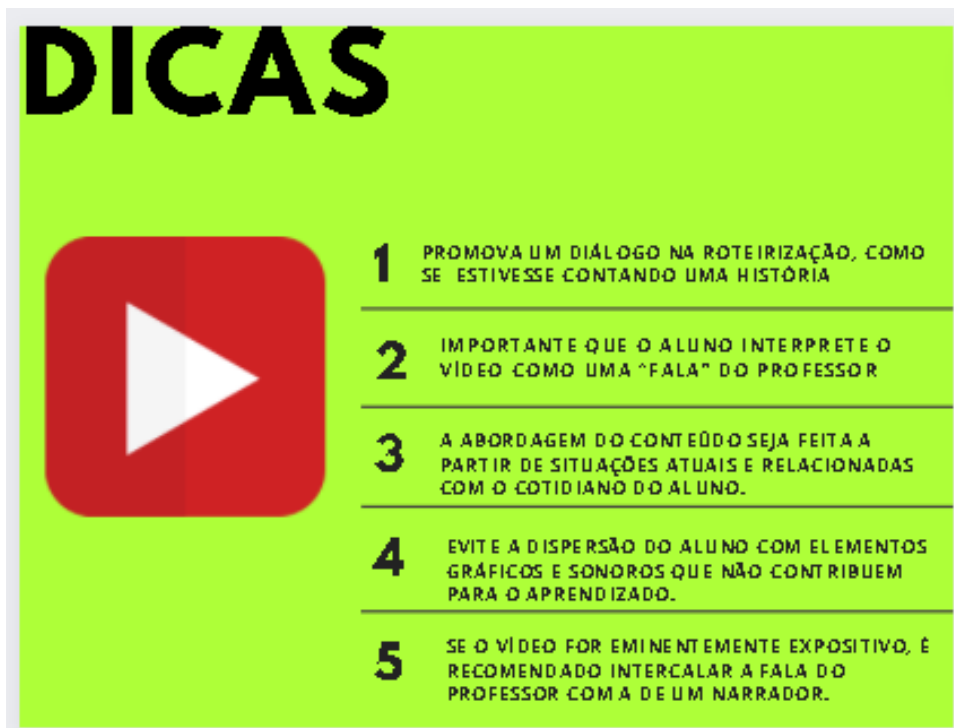 DICAS
1 PROMOVA UM DIÁLOGO NA ROTEIRIZAÇÃO, COMO
SE ESTIVESSE CONTANDO UMA HISTÓRIA
2 IMPORTANTE QUE O ALUNO INTERPRETE O
VÍDEO COMO UMA “FALA” DO PROFESSOR
3 A ABORDAGEM DO CONTEÚDO SEJA FEITA A
PARTIR DE SITUAÇÕES ATUAIS E RELACIONADAS
COM O COTIDIANO DO ALUNO.
4 EVITE A DISPERSÃO DO ALUNO COM ELEMENTOS
GRÁFICOS E SONOROS QUE NÃO CONTRIBUEM
PARA O APRENDIZADO.
5 SE O VÍDEO FOR EMINENTEMENTE EXPOSITIVO, É
RECOMENDADO INTERCALAR A FALA DO
PROFESSOR COM A DE UM NARRADOR.